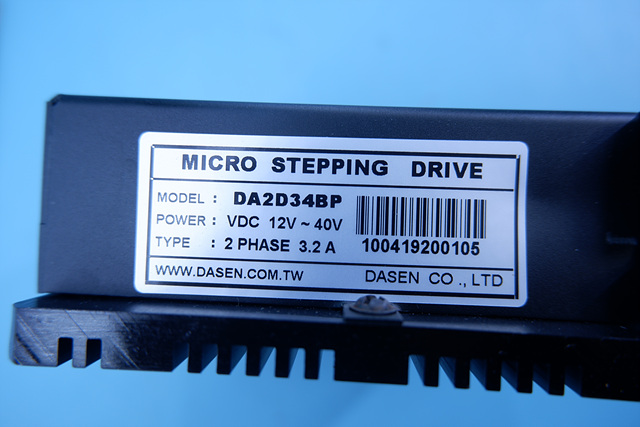 MICRO STEPPING DRIVE
MODEL : DA2D34BP
POWER : VDC 12V ~ 40V
TYPE : 2 PHASE 3.2 A
100419200105
WWW.DASEN.COM.TW DASEN CO ., LTD